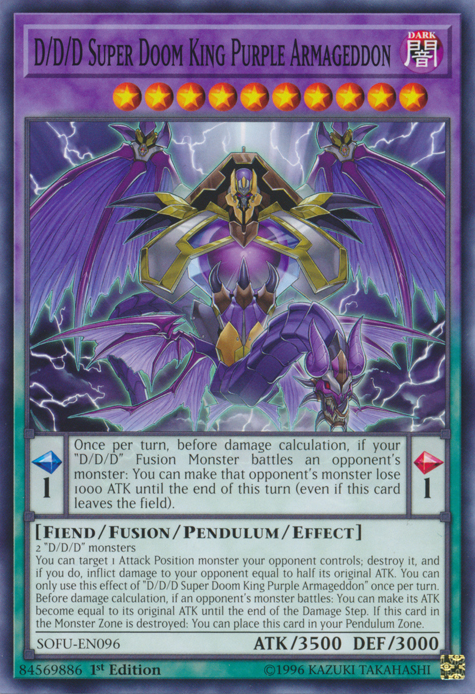 D/D/D Super Doom King Purple Armageddon
DARK
闇
Once per turn, before damage calculation, if your
"D/D/D" Fusion Monster battles an opponent's
monster: You can make that opponent's monster lose
1000 ATK until the end of this turn (even if this card
leaves the field).
1
1
[Fiend/Fusion/Pendulum/Effect]
2 "D/D/D" monsters
You can target 1 Attack Position monster your opponent controls; destroy it, and
if you do, inflict damage to your opponent equal to half its original ATK. You can
only use this effect of "D/D/D Super Doom King Purple Armageddon" once per turn.
Before damage calculation, if an opponent's monster battles: You can make its ATK
become equal to its original ATK until the end of the Damage Step. If this card in
the Monster Zone is destroyed: You can place this card in your Pendulum Zone.
SOFU-EN096
ATK/3500 DEF/3000
84569886 1st Edition
©1996 KAZUKI TAKAHASHI